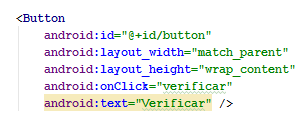 <Button
android:id="@+id/button"
android:layout_width="match_parent"
android:layout_height="wrap_content"
android:onClick="verificar"
android:text="Verificar" />